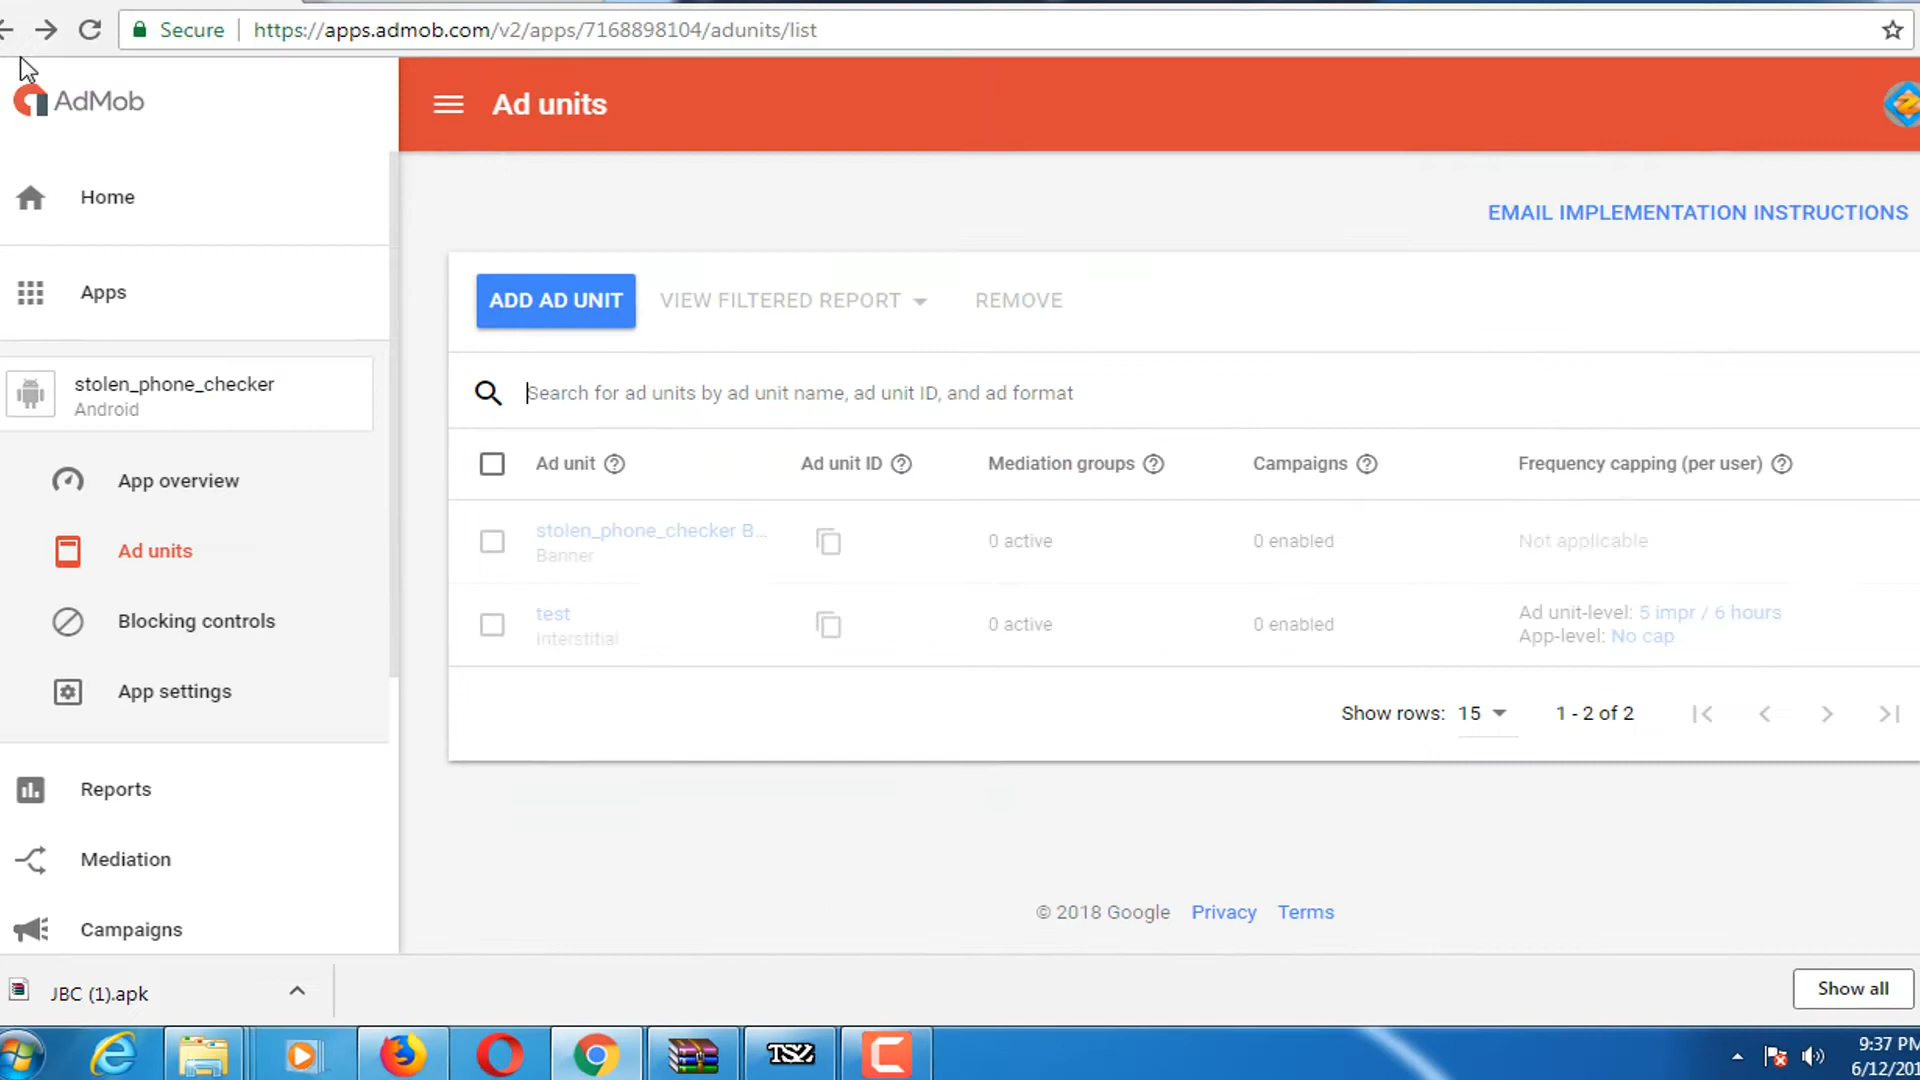 Secure https://apps.admob.com/v2/apps/7168898104/adunits/list
AdMob
Ad units
Home
EMAIL IMPLEMENTATION INSTRUCTIONS
Apps
ADD AD UNIT VIEW FILTERED REPORT REMOVE
stolen_phone_checker
Android
Search for ad units by ad unit name, ad unit ID, and ad format
Ad unit Ad unit ID Mediation groups Campaigns Frequency capping (per user)
App overview
stolen_phone_checker B...
Banner
0 active 0 enabled Not applicable
Ad units
test
Interstitial
0 active 0 enabled
Ad unit-level: 5 impr / 6 hours
App-level: No cap
Blocking controls
App settings
Show rows: 15 1 - 2 of 2
Reports
Mediation
Campaigns
© 2018 Google Privacy Terms
JBC (1).apk
Show all
TSZ
9:37 PM
6/12/201